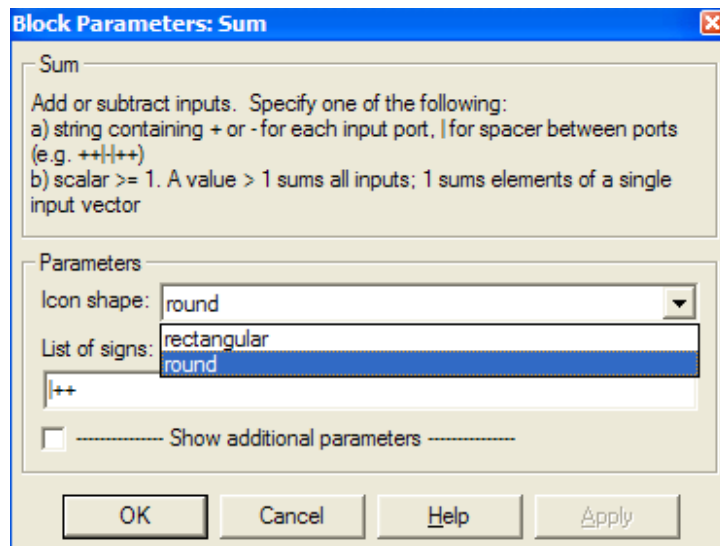 Block Parameters: Sum
Sum
Add or subtract inputs. Specify one of the following:
a) string containing + or - for each input port, | for spacer between ports
(e.g. ++|-|++)
b) scalar >= 1. A value > 1 sums all inputs; 1 sums elements of a single
input vector
Parameters
Icon shape: round
rectangular
List of signs: round
|++
--------------- Show additional parameters ---------------
OK Cancel Help Apply